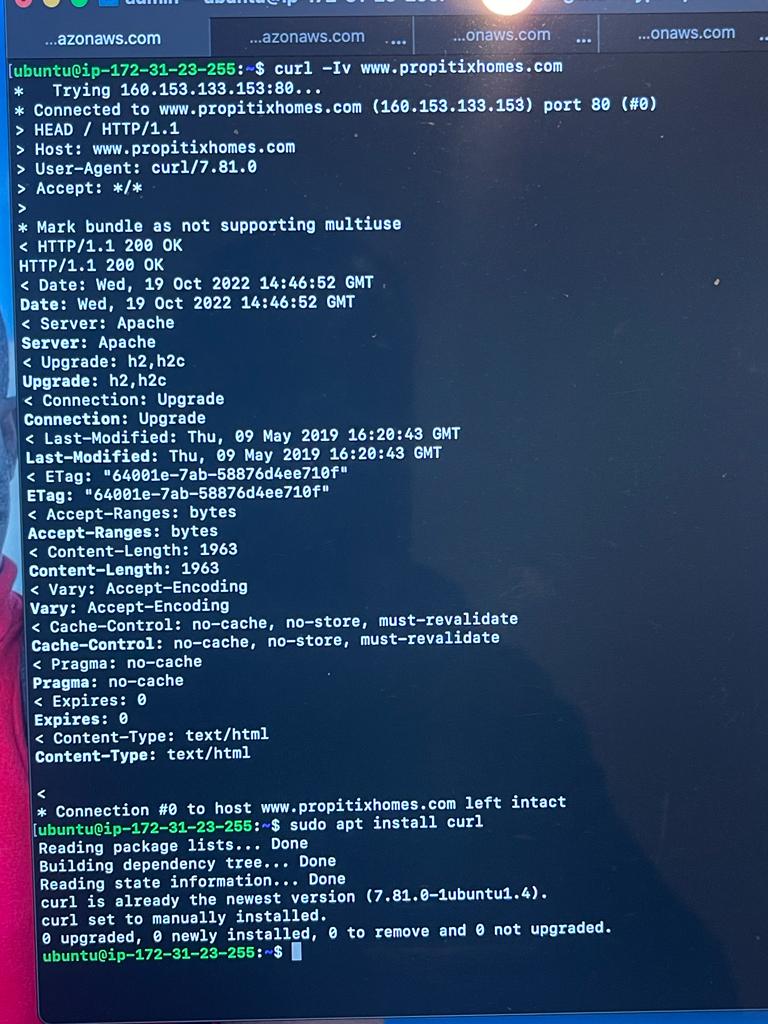 ...azonaws.com ...azonaws.com ... ...onaws.com ... ...onaws.com ...
[ubuntu@ip-172-31-23-255:~$ curl -Iv www.propitixhomes.com
*   Trying 160.153.133.153:80...
* Connected to www.propitixhomes.com (160.153.133.153) port 80 (#0)
> HEAD / HTTP/1.1
> Host: www.propitixhomes.com
> User-Agent: curl/7.81.0
> Accept: */*
>
* Mark bundle as not supporting multiuse
< HTTP/1.1 200 OK
HTTP/1.1 200 OK
< Date: Wed, 19 Oct 2022 14:46:52 GMT
Date: Wed, 19 Oct 2022 14:46:52 GMT
< Server: Apache
Server: Apache
< Upgrade: h2,h2c
Upgrade: h2,h2c
< Connection: Upgrade
Connection: Upgrade
< Last-Modified: Thu, 09 May 2019 16:20:43 GMT
Last-Modified: Thu, 09 May 2019 16:20:43 GMT
< ETag: "64001e-7ab-58876d4ee710f"
ETag: "64001e-7ab-58876d4ee710f"
< Accept-Ranges: bytes
Accept-Ranges: bytes
< Content-Length: 1963
Content-Length: 1963
< Vary: Accept-Encoding
Vary: Accept-Encoding
< Cache-Control: no-cache, no-store, must-revalidate
Cache-Control: no-cache, no-store, must-revalidate
< Pragma: no-cache
Pragma: no-cache
< Expires: 0
Expires: 0
< Content-Type: text/html
Content-Type: text/html
<
* Connection #0 to host www.propitixhomes.com left intact
[ubuntu@ip-172-31-23-255:~$ sudo apt install curl
Reading package lists... Done
Building dependency tree... Done
Reading state information... Done
curl is already the newest version (7.81.0-1ubuntu1.4).
curl set to manually installed.
0 upgraded, 0 newly installed, 0 to remove and 0 not upgraded.
ubuntu@ip-172-31-23-255:~$